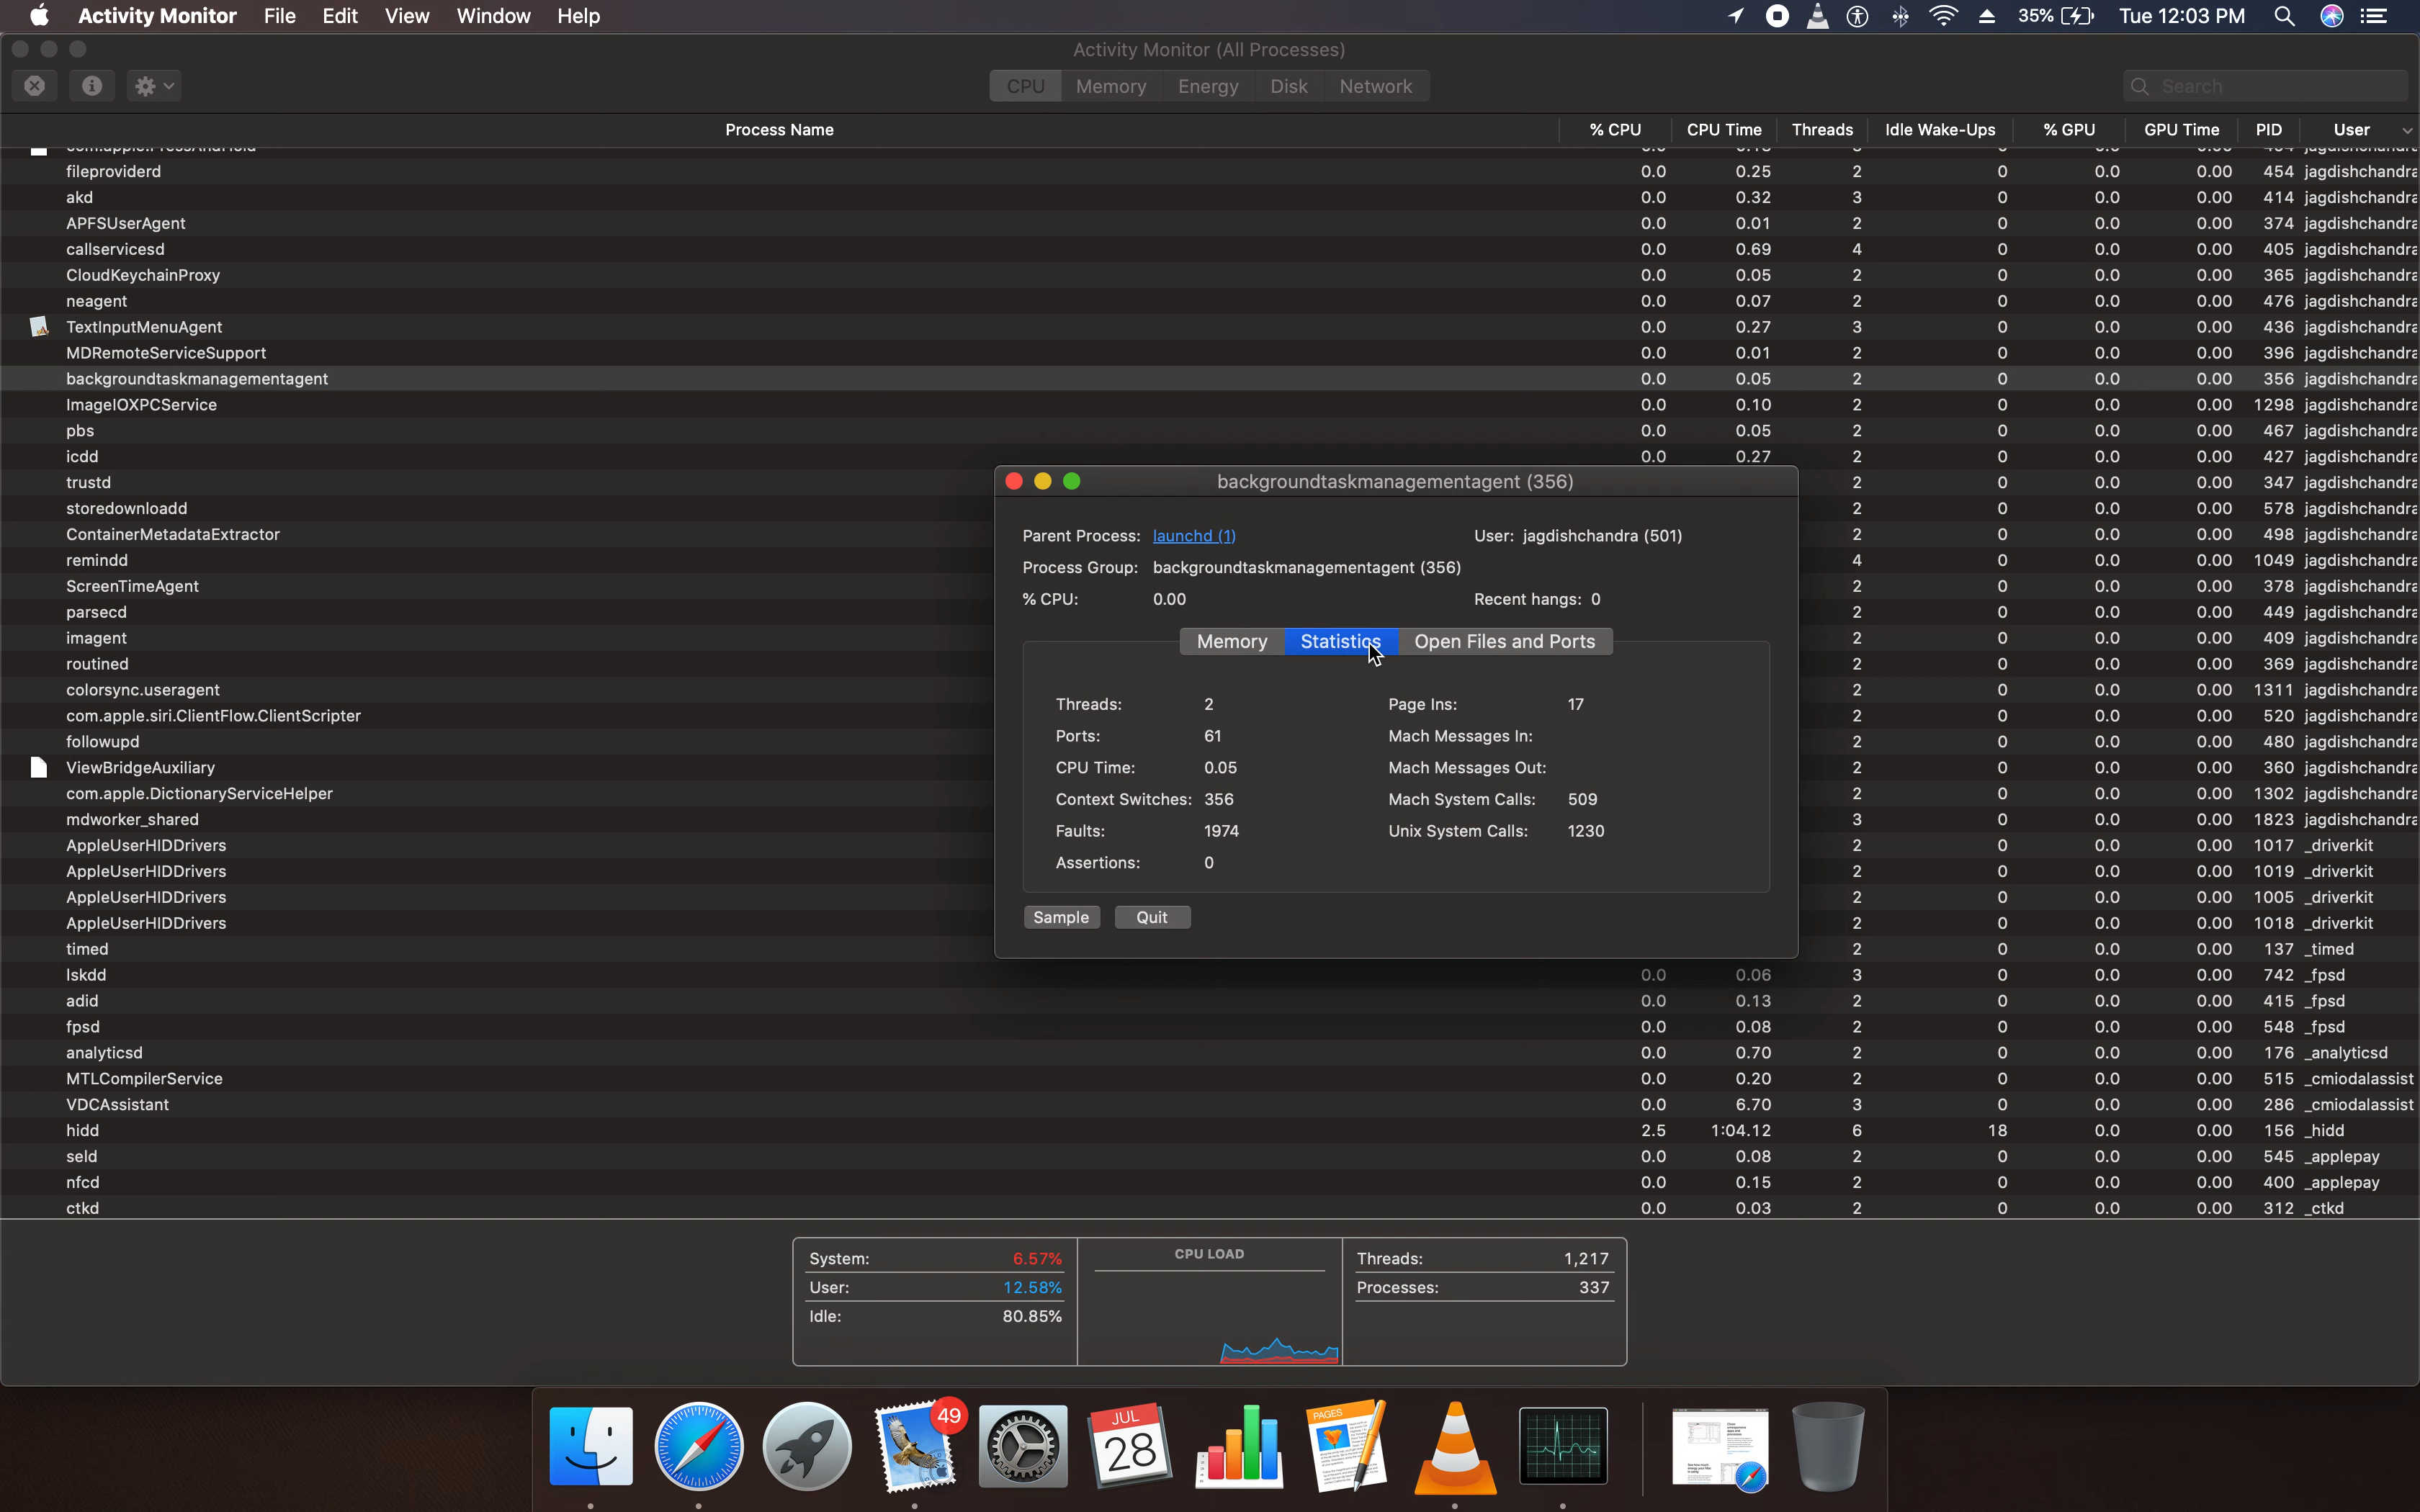 Activity Monitor File Edit View Window Help 35% Tue 12:03 PM
Activity Monitor (All Processes)
CPU Memory Energy Disk Network Search
Process Name % CPU CPU Time Threads Idle Wake-Ups % GPU GPU Time PID User
fileproviderd 0.0 0.25 2 0 0.0 0.00 454 jagdishchandra
akd 0.0 0.32 3 0 0.0 0.00 414 jagdishchandra
APFSUserAgent 0.0 0.01 2 0 0.0 0.00 374 jagdishchandra
callservicesd 0.0 0.69 4 0 0.0 0.00 405 jagdishchandra
CloudKeychainProxy 0.0 0.05 2 0 0.0 0.00 365 jagdishchandra
neagent 0.0 0.07 2 0 0.0 0.00 476 jagdishchandra
TextInputMenuAgent 0.0 0.27 3 0 0.0 0.00 436 jagdishchandra
MDRemoteServiceSupport 0.0 0.01 2 0 0.0 0.00 396 jagdishchandra
backgroundtaskmanagementagent 0.0 0.05 2 0 0.0 0.00 356 jagdishchandra
ImageIOXPCService 0.0 0.10 2 0 0.0 0.00 1298 jagdishchandra
pbs 0.0 0.05 2 0 0.0 0.00 467 jagdishchandra
icdd 0.0 0.27 2 0 0.0 0.00 427 jagdishchandra
trustd 2 0 0.0 0.00 347 jagdishchandra
storedownloadd 2 0 0.0 0.00 578 jagdishchandra
ContainerMetadataExtractor 2 0 0.0 0.00 498 jagdishchandra
remindd 4 0 0.0 0.00 1049 jagdishchandra
ScreenTimeAgent 2 0 0.0 0.00 378 jagdishchandra
parsecd 2 0 0.0 0.00 449 jagdishchandra
imagent 2 0 0.0 0.00 409 jagdishchandra
routined 2 0 0.0 0.00 369 jagdishchandra
colorsync.useragent 2 0 0.0 0.00 1311 jagdishchandra
com.apple.siri.ClientFlow.ClientScripter 2 0 0.0 0.00 520 jagdishchandra
followupd 2 0 0.0 0.00 480 jagdishchandra
ViewBridgeAuxiliary 2 0 0.0 0.00 360 jagdishchandra
com.apple.DictionaryServiceHelper 2 0 0.0 0.00 1302 jagdishchandra
mdworker_shared 3 0 0.0 0.00 1823 jagdishchandra
AppleUserHIDDrivers 2 0 0.0 0.00 1017 _driverkit
AppleUserHIDDrivers 2 0 0.0 0.00 1019 _driverkit
AppleUserHIDDrivers 2 0 0.0 0.00 1005 _driverkit
AppleUserHIDDrivers 2 0 0.0 0.00 1018 _driverkit
timed 2 0 0.0 0.00 137 _timed
lskdd 0.0 0.06 3 0 0.0 0.00 742 _fpsd
adid 0.0 0.13 2 0 0.0 0.00 415 _fpsd
fpsd 0.0 0.08 2 0 0.0 0.00 548 _fpsd
analyticsd 0.0 0.70 2 0 0.0 0.00 176 _analyticsd
MTLCompilerService 0.0 0.20 2 0 0.0 0.00 515 _cmiodalassist
VDCAssistant 0.0 6.70 3 0 0.0 0.00 286 _cmiodalassist
hidd 2.5 1:04.12 6 18 0.0 0.00 156 _hidd
seld 0.0 0.08 2 0 0.0 0.00 545 _applepay
nfcd 0.0 0.15 2 0 0.0 0.00 400 _applepay
ctkd 0.0 0.03 2 0 0.0 0.00 312 _ctkd
backgroundtaskmanagementagent (356)
Parent Process: launchd (1) User: jagdishchandra (501)
Process Group: backgroundtaskmanagementagent (356)
% CPU: 0.00 Recent hangs: 0
Memory Statistics Open Files and Ports
Threads: 2 Page Ins: 17
Ports: 61 Mach Messages In:
CPU Time: 0.05 Mach Messages Out:
Context Switches: 356 Mach System Calls: 509
Faults: 1974 Unix System Calls: 1230
Assertions: 0
Sample Quit
System: 6.57% CPU LOAD Threads: 1,217
User: 12.58% Processes: 337
Idle: 80.85%
49
JUL
28
PAGES